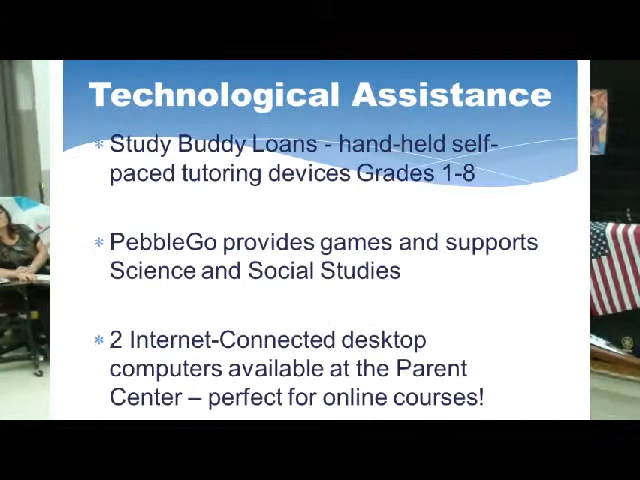 Technological Assistance
* Study Buddy Loans - hand-held self-
paced tutoring devices Grades 1-8
* PebbleGo provides games and supports
Science and Social Studies
* 2 Internet-Connected desktop
computers available at the Parent
Center – perfect for online courses!